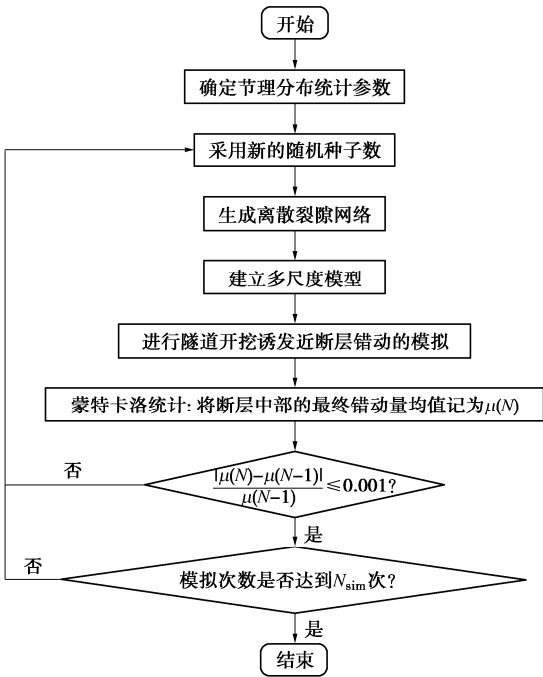 开始
确定节理分布统计参数
采用新的随机种子数
生成离散裂隙网络
建立多尺度模型
进行隧道开挖诱发近断层错动的模拟
蒙特卡洛统计: 将断层中部的最终错动量均值记为μ(N)
否
|μ(N)−μ(N−1)|
μ(N−1)
≤0.001?
是
否
模拟次数是否达到Nsim次?
是
结束